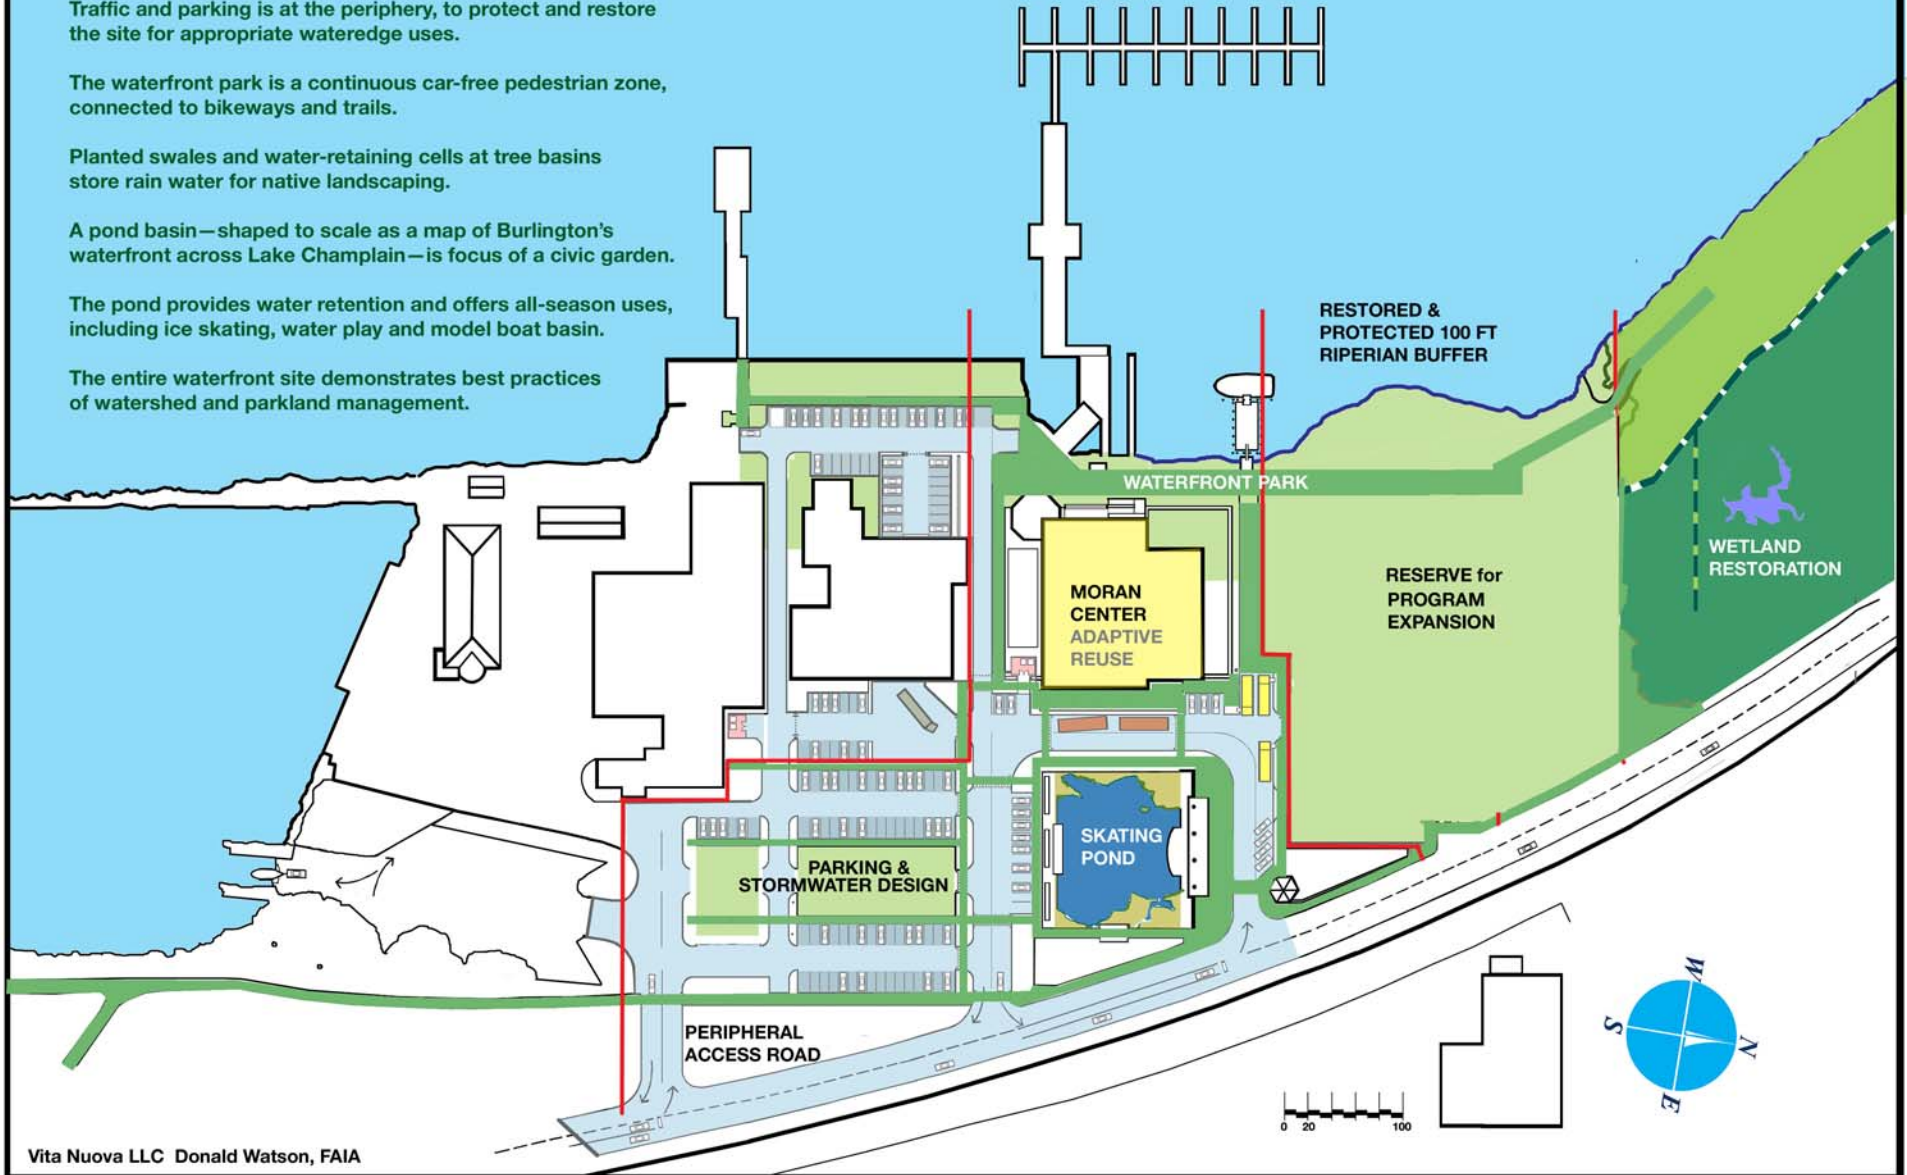 Traffic and parking is at the periphery, to protect and restore
the site for appropriate wateredge uses.
The waterfront park is a continuous car-free pedestrian zone,
connected to bikeways and trails.
Planted swales and water-retaining cells at tree basins
store rain water for native landscaping.
A pond basin—shaped to scale as a map of Burlington's
waterfront across Lake Champlain—is focus of a civic garden.
The pond provides water retention and offers all-season uses,
including ice skating, water play and model boat basin.
The entire waterfront site demonstrates best practices
of watershed and parkland management.
RESTORED &
PROTECTED 100 FT
RIPERIAN BUFFER
WATERFRONT PARK
MORAN
CENTER
ADAPTIVE
REUSE
RESERVE for
PROGRAM
EXPANSION
WETLAND
RESTORATION
SKATING
POND
PARKING &
STORMWATER DESIGN
PERIPHERAL
ACCESS ROAD
W
S
N
E
0 20 100
Vita Nuova LLC Donald Watson, FAIA